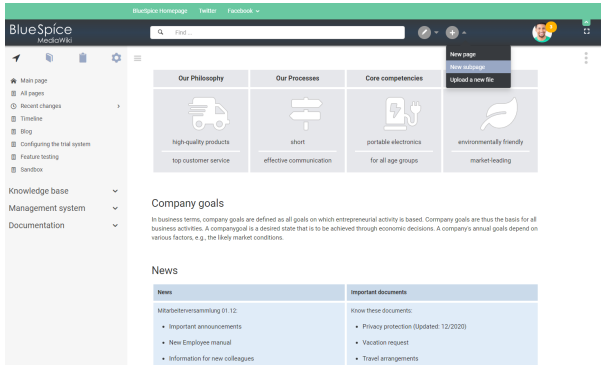 BlueSpice Homepage Twitter Facebook
BlueSpice
MediaWiki
Find...
New page
New subpage
Upload a new file
Main page
All pages
Recent changes
Timeline
Blog
Configuring the trial system
Feature testing
Sandbox
Knowledge base
Management system
Documentation
Our Philosophy Our Processes Core competencies
high-quality products short portable electronics environmentally friendly
top customer service effective communication for all age groups market-leading
Company goals
In business terms, company goals are defined as all goals on which entrepreneurial activity is based. Company goals are thus the basis for all
business activities. A companygoal is a desired state that is to be achieved through economic decisions. A company's annual goals depend on
various factors, e.g., the likely market conditions.
News
News Important documents
Mitarbeiterversammlung 01.12. Know these documents:
• Important announcements • Privacy protection (Updated: 12/2020)
• New Employee manual • Vacation request
• Information for new colleagues • Travel arrangements